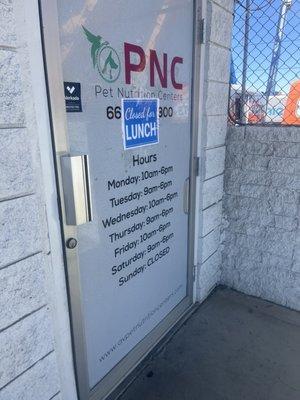 PNC
Pet Nutrition Centers
Closed for
LUNCH
Hours
Monday: 10am-6pm
Tuesday: 9am-6pm
Wednesday: 10am-6pm
Thursday: 9am-6pm
Friday: 10am-6pm
Saturday: 9am-6pm
Sunday: CLOSED